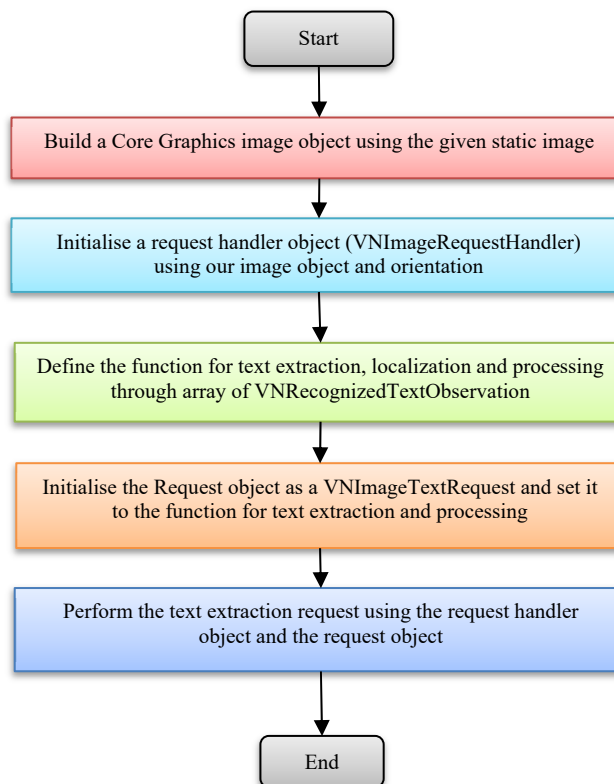 Start
Build a Core Graphics image object using the given static image
Initialise a request handler object (VNImageRequestHandler)
using our image object and orientation
Define the function for text extraction, localization and processing
through array of VNRecognizedTextObservation
Initialise the Request object as a VNImageTextRequest and set it
to the function for text extraction and processing
Perform the text extraction request using the request handler
object and the request object
End